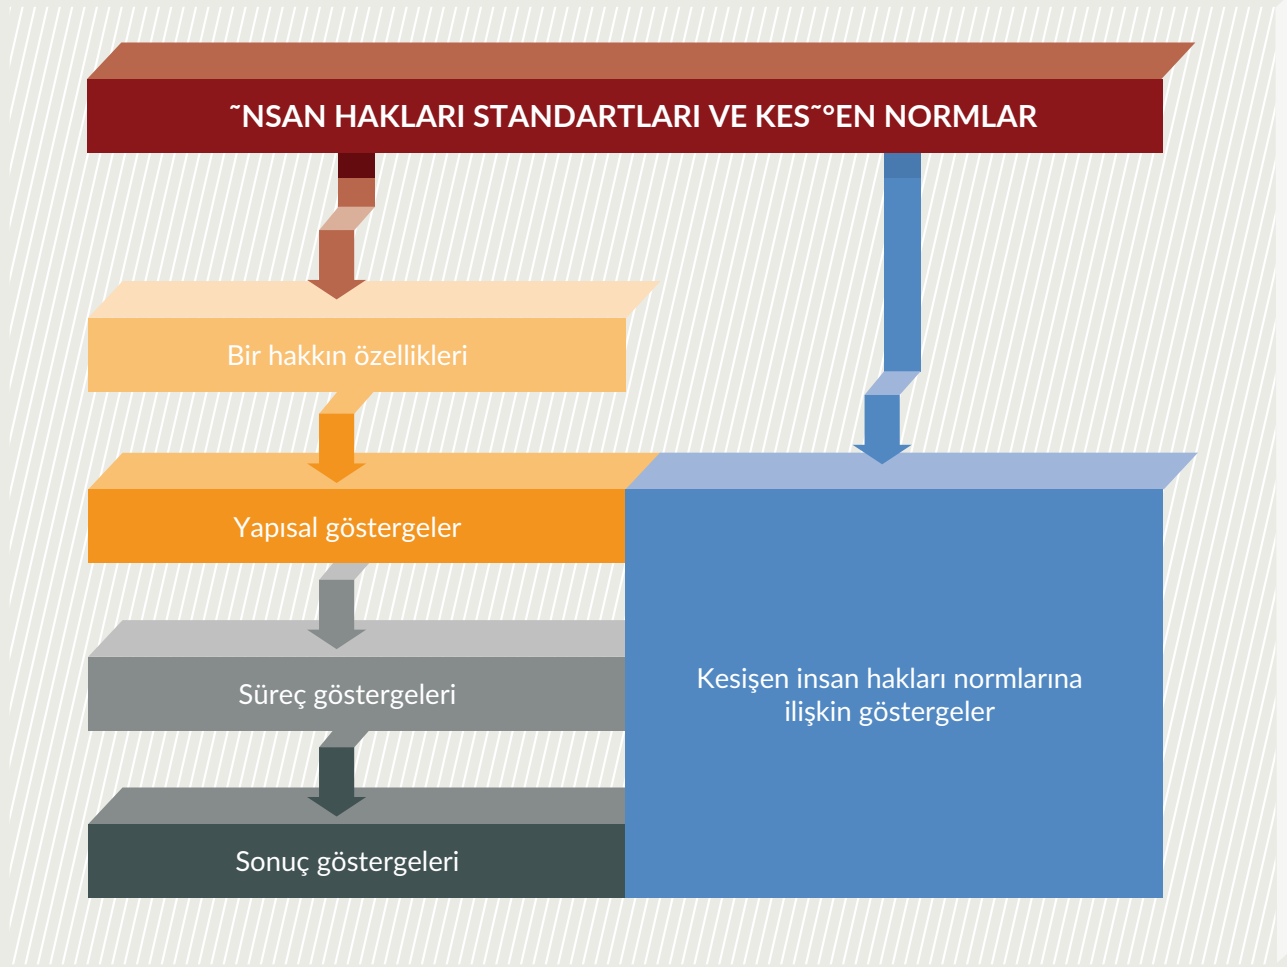 ˜NSAN HAKLARI STANDARTLARI VE KES˜°EN NORMLAR
Bir hakkın özellikleri
Yapısal göstergeler
Süreç göstergeleri
Sonuç göstergeleri
Kesişen insan hakları normlarına
ilişkin göstergeler